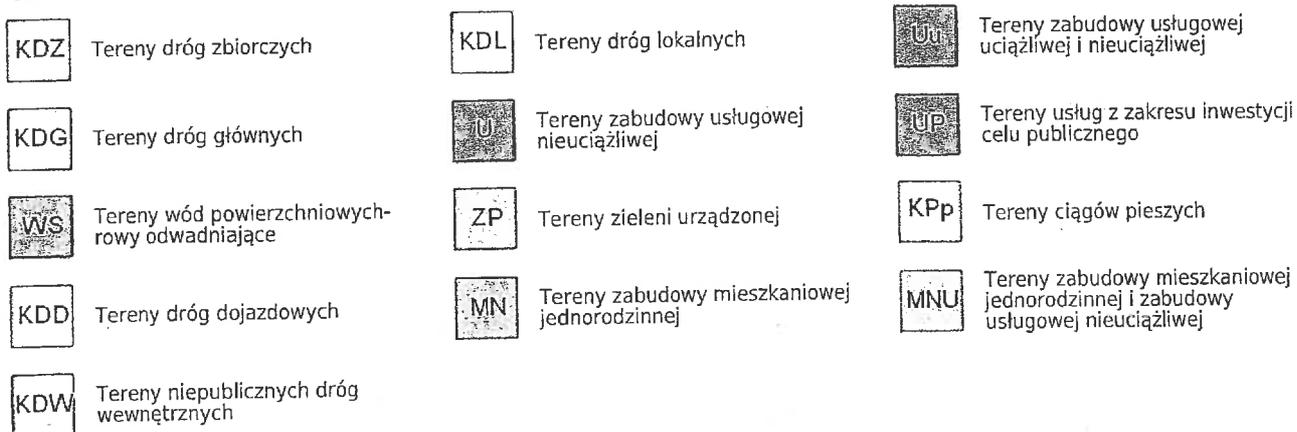 KDZ Tereny dróg zbiorczych
KDG Tereny dróg głównych
WS Tereny wód powierzchniowych-
rowy odwadniające
KDD Tereny dróg dojazdowych
KDW Tereny niepublicznych dróg
wewnętrznych
KDL Tereny dróg lokalnych
U Tereny zabudowy usługowej
nieuciążliwej
ZP Tereny zieleni urządzonej
MN Tereny zabudowy mieszkaniowej
jednorodzinnej
Uu Tereny zabudowy usługowej
uciążliwej i nieuciążliwej
UP Tereny usług z zakresu inwestycji
celu publicznego
KPp Tereny ciągów pieszych
MNU Tereny zabudowy mieszkaniowej
jednorodzinnej i zabudowy
usługowej nieuciążliwej